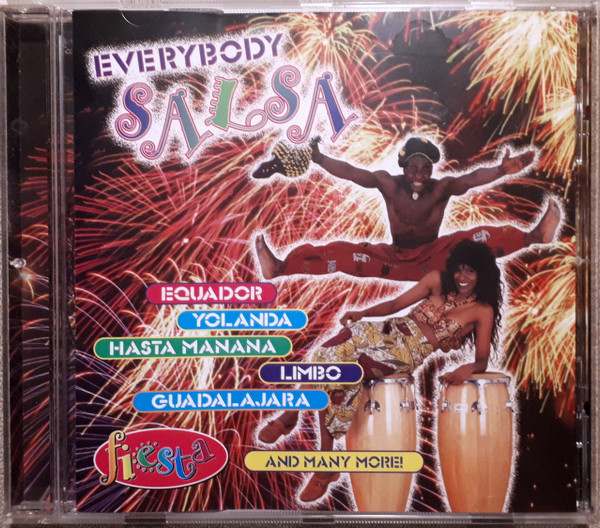 EVERYBODY
SALSA
EQUADOR
YOLANDA
HASTA MANANA
LIMBO
GUADALAJARA
fiesta
AND MANY MORE!